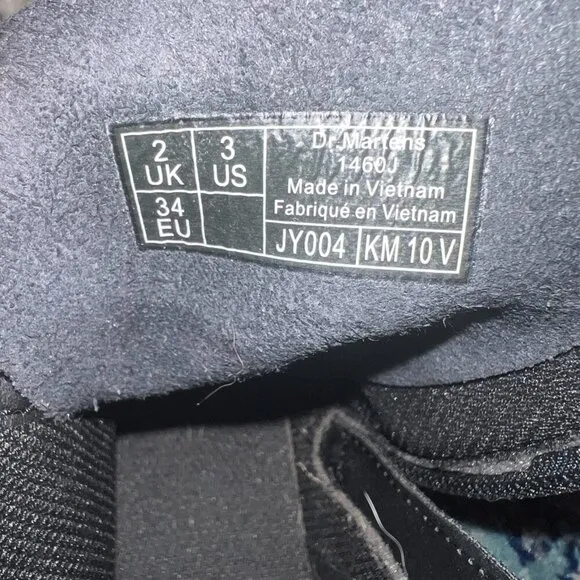 2 UK
3 US
34 EU
Dr.Martens
1460J
Made in Vietnam
Fabriqué en Vietnam
JY004
KM 10 V